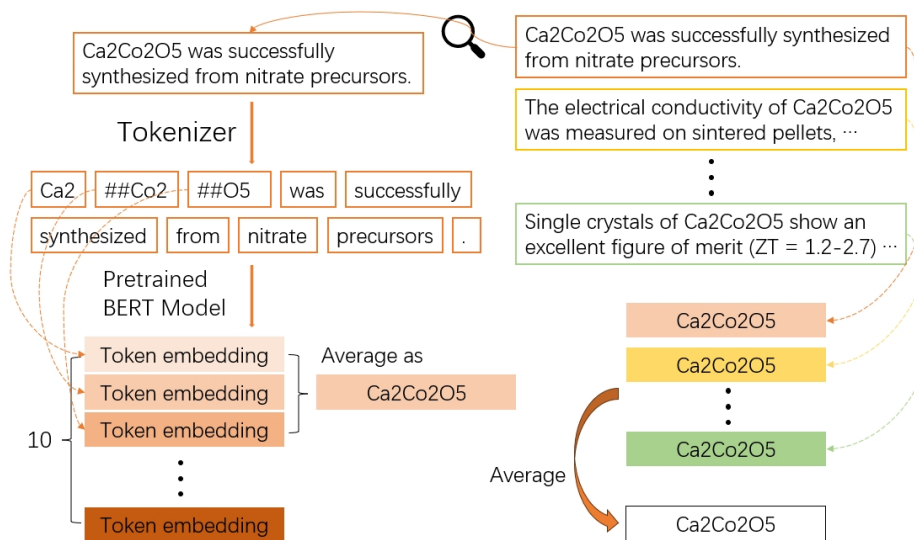 Ca2Co2O5 was successfully
synthesized from nitrate precursors.
Tokenizer
Ca2 ##Co2 ##O5 was successfully
synthesized from nitrate precursors .
Pretrained
BERT Model
Token embedding
Token embedding
Token embedding
Token embedding
10
Average as
Ca2Co2O5
Ca2Co2O5 was successfully synthesized
from nitrate precursors.
The electrical conductivity of Ca2Co2O5
was measured on sintered pellets, ···
Single crystals of Ca2Co2O5 show an
excellent figure of merit (ZT = 1.2-2.7) ···
Ca2Co2O5
Ca2Co2O5
Ca2Co2O5
Average
Ca2Co2O5